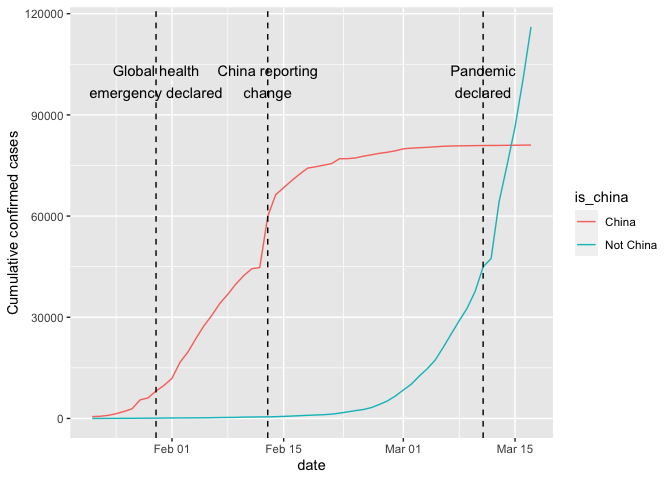 120000
90000
60000
30000
0
Cumulative confirmed cases
Global health
emergency declared
China reporting
change
Pandemic
declared
Feb 01
Feb 15
Mar 01
Mar 15
date
is_china
China
Not China